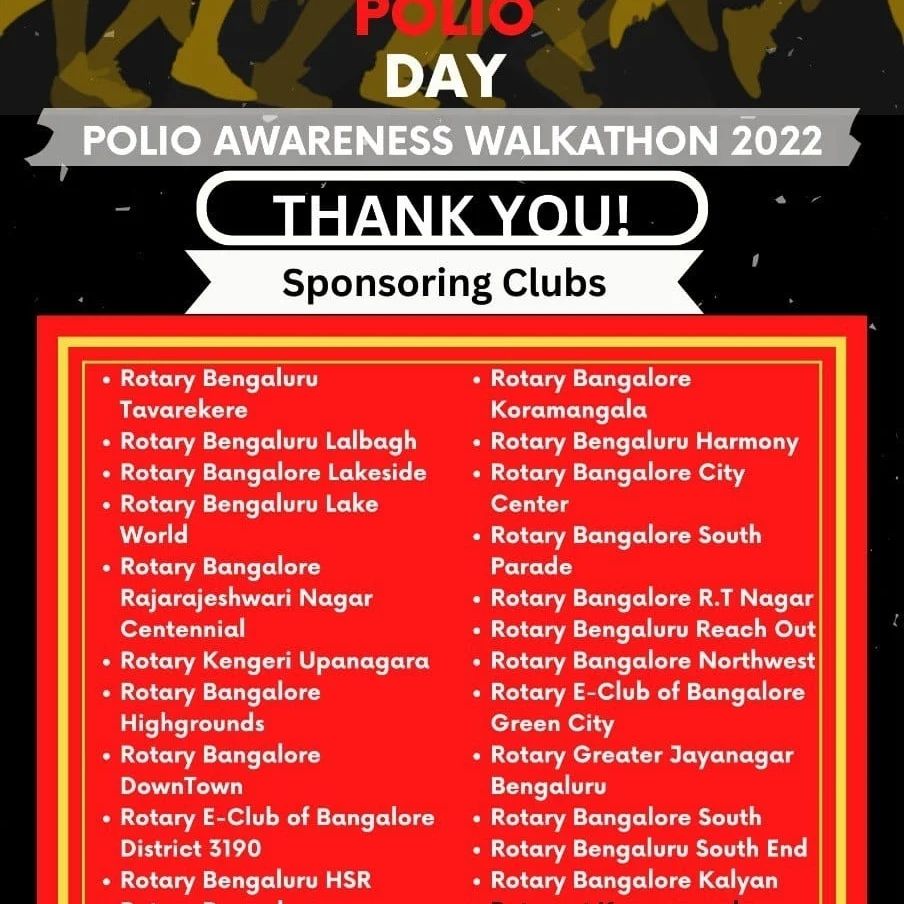 POLIO
DAY
POLIO AWARENESS WALKATHON 2022
THANK YOU!
Sponsoring Clubs
• Rotary Bengaluru
Tavarekere
• Rotary Bengaluru Lalbagh
• Rotary Bangalore Lakeside
• Rotary Bengaluru Lake
World
• Rotary Bangalore
Rajarajeshwari Nagar
Centennial
• Rotary Kengeri Upanagara
• Rotary Bangalore
Highgrounds
• Rotary Bangalore
DownTown
• Rotary E-Club of Bangalore
District 3190
• Rotary Bengaluru HSR
• Rotary Bangalore
Koramangala
• Rotary Bengaluru Harmony
• Rotary Bangalore City
Center
• Rotary Bangalore South
Parade
• Rotary Bangalore R.T Nagar
• Rotary Bengaluru Reach Out
• Rotary Bangalore Northwest
• Rotary E-Club of Bangalore
Green City
• Rotary Greater Jayanagar
Bengaluru
• Rotary Bangalore South
• Rotary Bengaluru South End
• Rotary Bangalore Kalyan